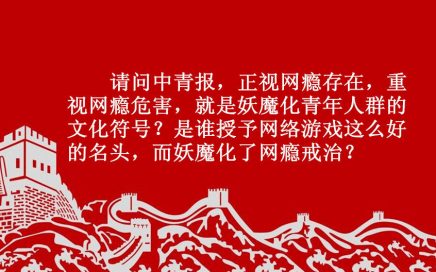 请问中青报，正视网瘾存在，重
视网瘾危害，就是妖魔化青年人群的
文化符号？是谁授予网络游戏这么好
的名头，而妖魔化了网瘾戒治？